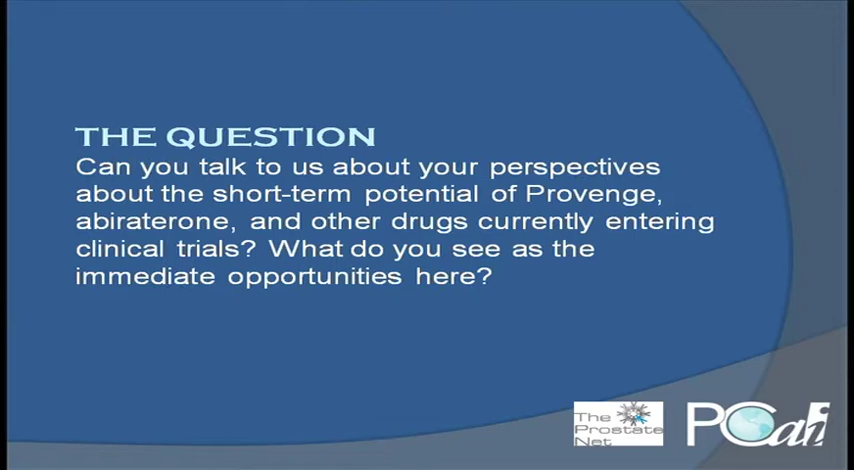 THE QUESTION
Can you talk to us about your perspectives
about the short-term potential of Provenge,
abiraterone, and other drugs currently entering
clinical trials? What do you see as the
immediate opportunities here?
The
Prostate
Net
PCaii